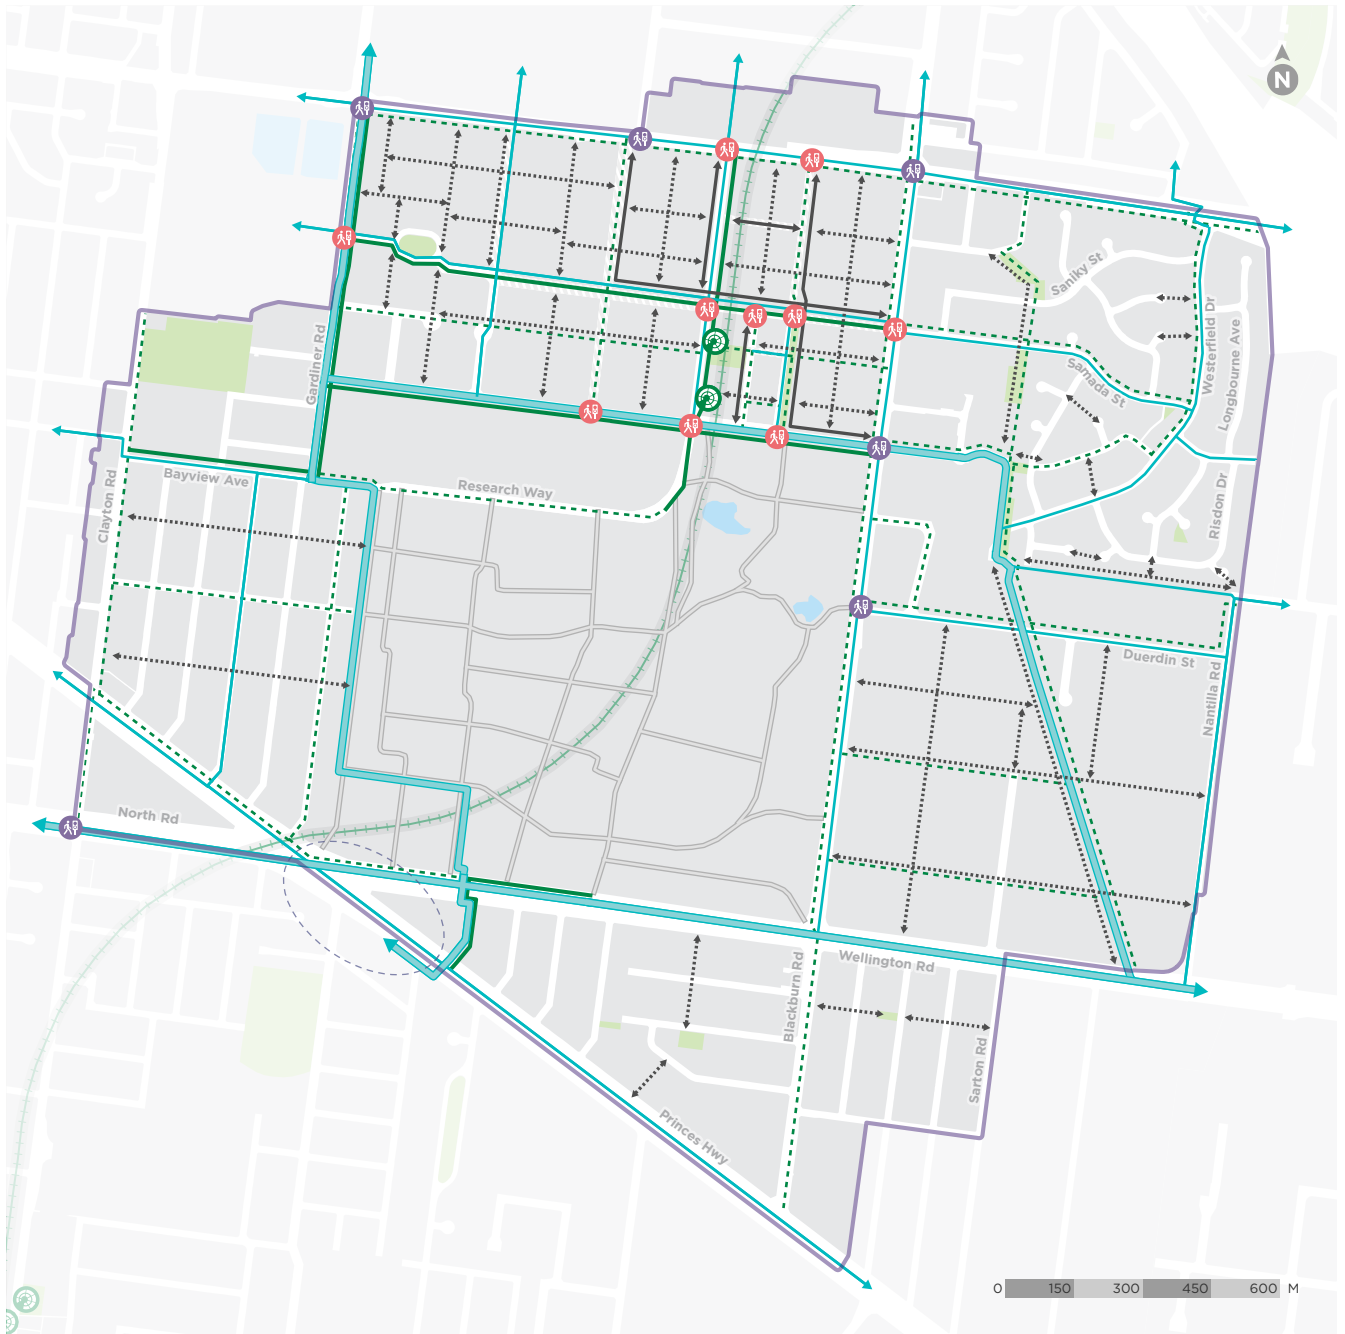 N
Saniky St
Westerfield Dr
Longbourne Ave
Gardiner Rd
Samada St
Bayview Ave
Clayton Rd
Research Way
Risdon Dr
Duerdin St
Nantilla Rd
North Rd
Wellington Rd
Blackburn Rd
Sarton Rd
Princes Hwy
0 150 300 450 600 M